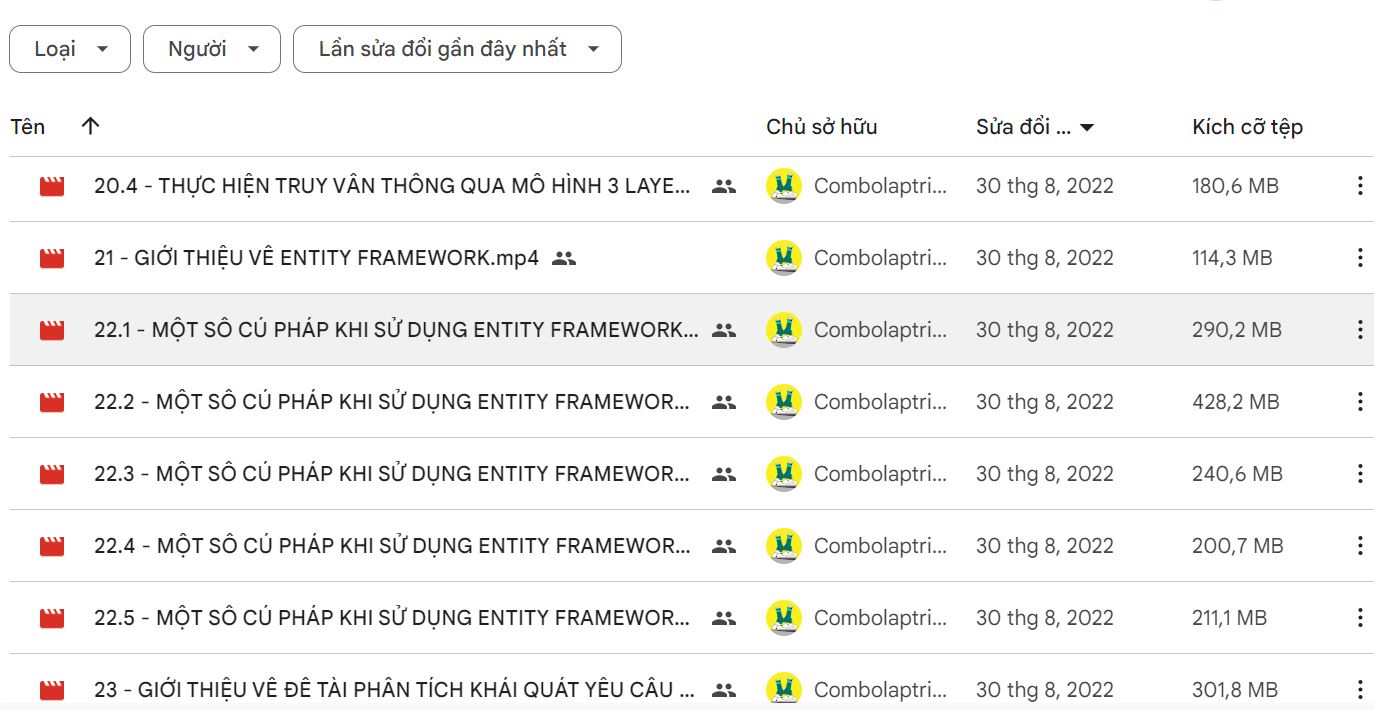 Loại Người Lần sửa đổi gần đây nhất
Tên Chủ sở hữu Sửa đổi ... Kích cỡ tệp
20.4 - THỰC HIỆN TRUY VẤN THÔNG QUA MÔ HÌNH 3 LAYE... Combolaptri... 30 thg 8, 2022 180,6 MB
21 - GIỚI THIỆU VỀ ENTITY FRAMEWORK.mp4 Combolaptri... 30 thg 8, 2022 114,3 MB
22.1 - MỘT SỐ CÚ PHÁP KHI SỬ DỤNG ENTITY FRAMEWORK... Combolaptri... 30 thg 8, 2022 290,2 MB
22.2 - MỘT SỐ CÚ PHÁP KHI SỬ DỤNG ENTITY FRAMEWOR... Combolaptri... 30 thg 8, 2022 428,2 MB
22.3 - MỘT SỐ CÚ PHÁP KHI SỬ DỤNG ENTITY FRAMEWOR... Combolaptri... 30 thg 8, 2022 240,6 MB
22.4 - MỘT SỐ CÚ PHÁP KHI SỬ DỤNG ENTITY FRAMEWOR... Combolaptri... 30 thg 8, 2022 200,7 MB
22.5 - MỘT SỐ CÚ PHÁP KHI SỬ DỤNG ENTITY FRAMEWOR... Combolaptri... 30 thg 8, 2022 211,1 MB
23 - GIỚI THIỆU VỀ ĐỀ TÀI PHÂN TÍCH KHÁI QUÁT YÊU CẦU ... Combolaptri... 30 thg 8, 2022 301,8 MB